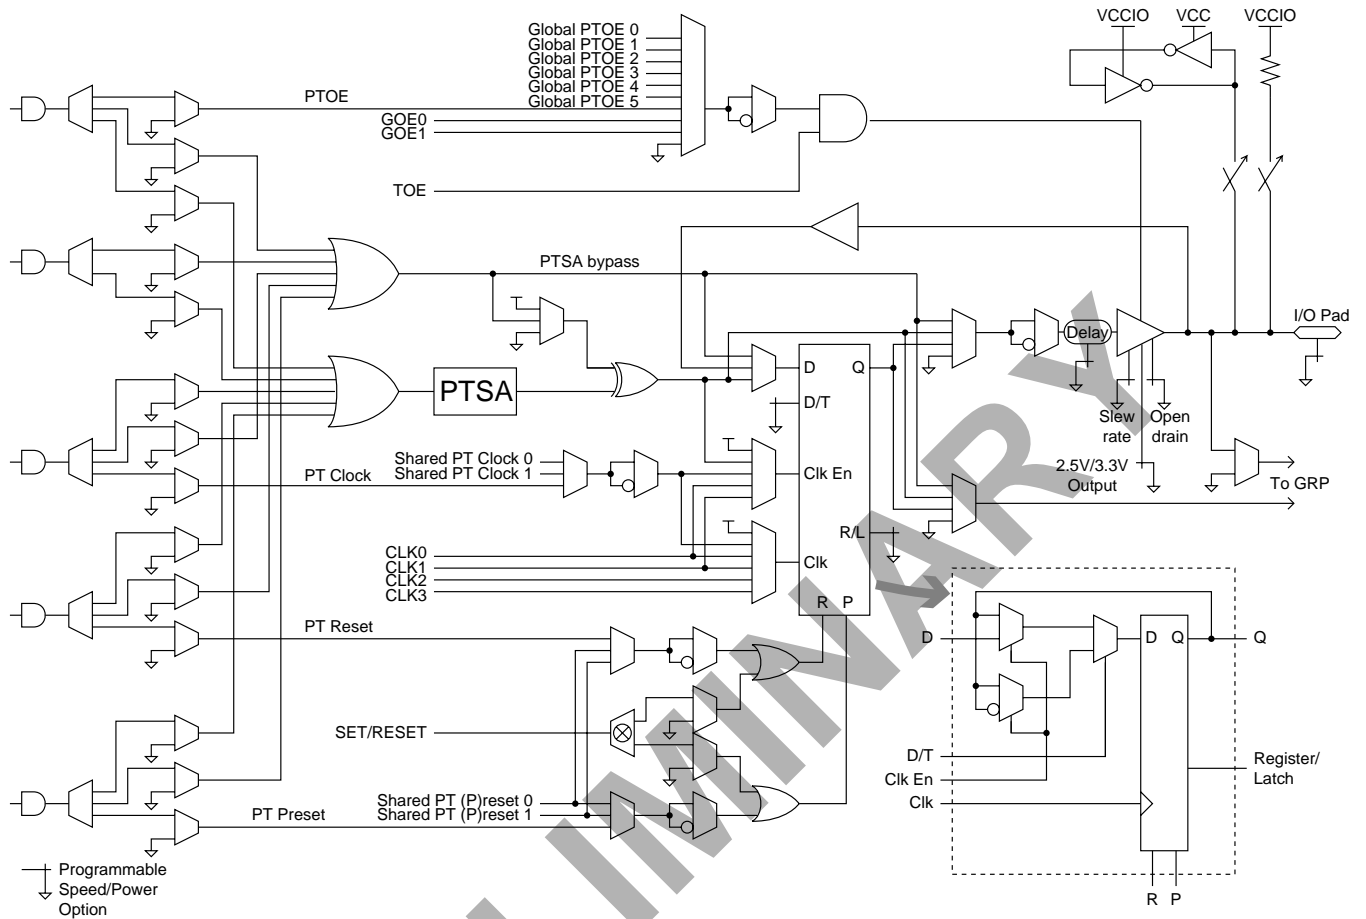 VCCIO
VCC
VCCIO
Global PTOE 0
Global PTOE 1
Global PTOE 2
Global PTOE 3
Global PTOE 4
Global PTOE 5
PTOE
GOE0
GOE1
TOE
PTSA bypass
I/O Pad
Delay
D
Q
D/T
PTSA
Slew
rate
Open
drain
Shared PT Clock 0
Shared PT Clock 1
PT Clock
Clk En
2.5V/3.3V
Output
To GRP
R/L
CLK0
CLK1
CLK2
CLK3
Clk
R P
PT Reset
D
D Q
Q
SET/RESET
D/T
Clk En
Clk
Register/
Latch
Shared PT (P)reset 0
Shared PT (P)reset 1
PT Preset
R P
Programmable
Speed/Power
Option
LIMINARY